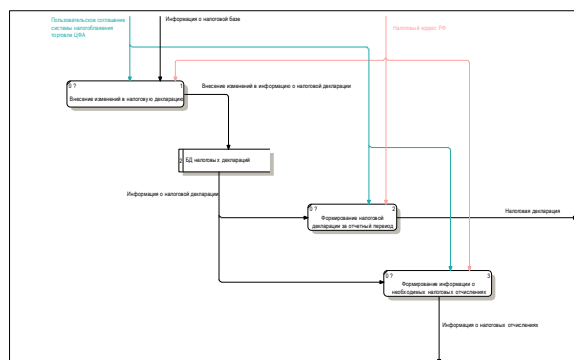 Пользовательское соглашение
системы налогоблажения
торговли ЦФА
Информация о налоговой базе
Налоговый кодекс РФ
0 ?
1
Внесение изменений в налоговую декларацию
Внесение изменений в информацию о налоговой декларации
2
БД налоговых деклараций
Информация о налоговой декларации
0 ?
2
Формирование налоговой
декларации за отчетный период
Налоговая декларация
0 ?
3
Формирование информации о
необходимых налоговых отчислениях
Информация о налоговых отчислениях